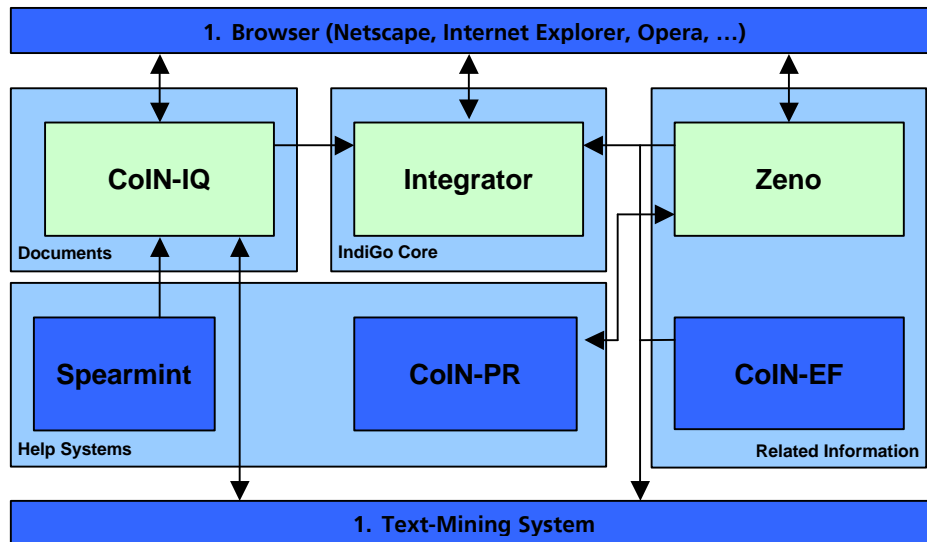 1. Browser (Netscape, Internet Explorer, Opera, …)
CoIN-IQ
Integrator
Zeno
Documents
IndiGo Core
Spearmint
CoIN-PR
CoIN-EF
Help Systems
Related Information
1. Text-Mining System